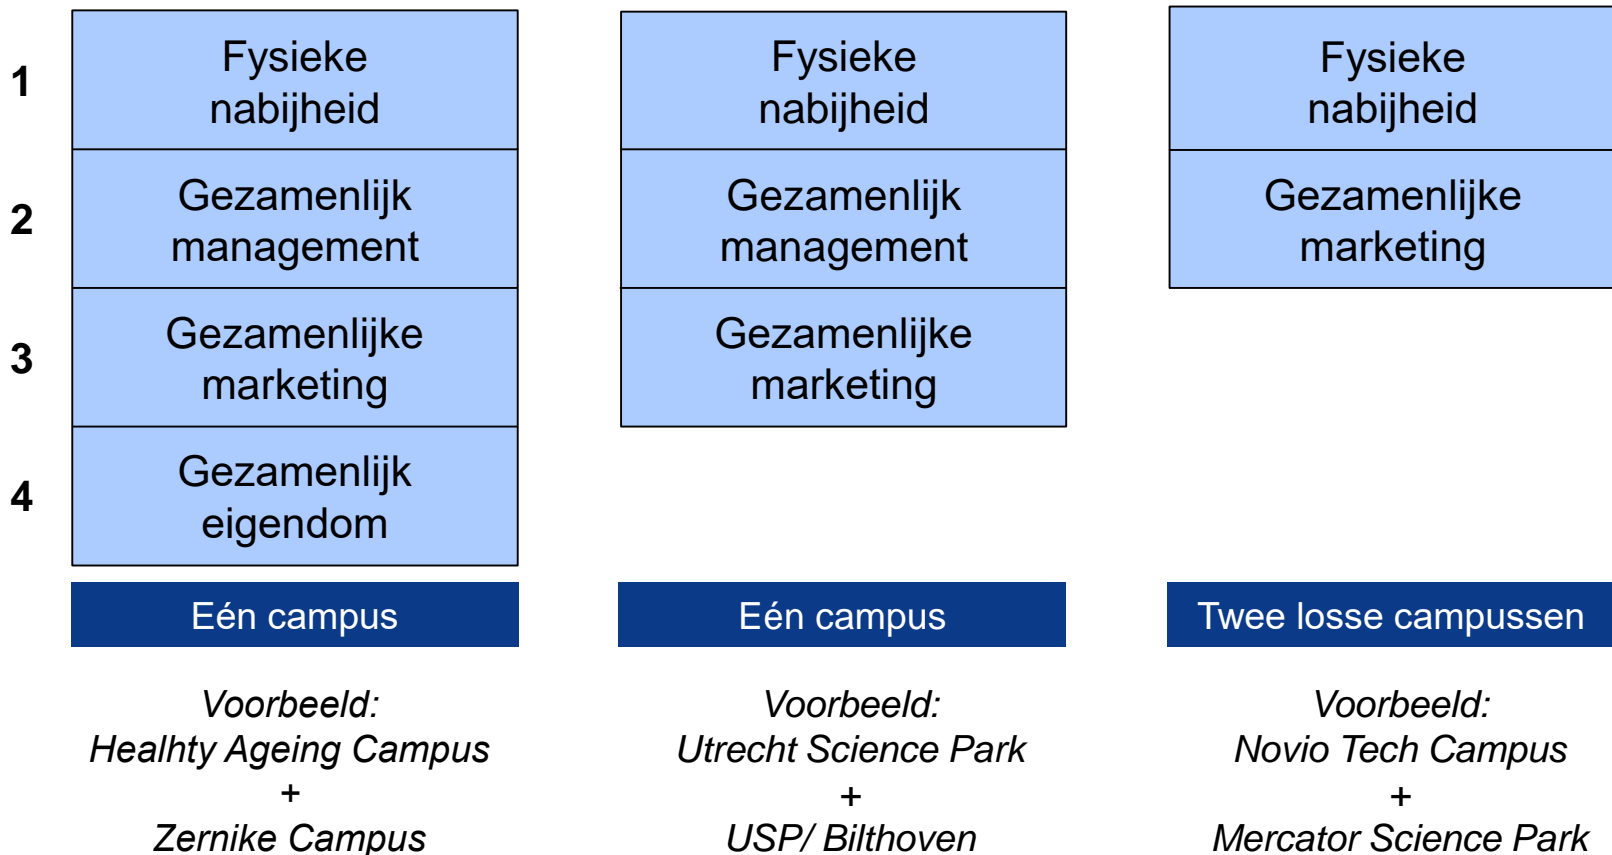 1
Fysieke
nabijheid
Fysieke
nabijheid
Fysieke
nabijheid
2
Gezamenlijk
management
Gezamenlijk
management
Gezamenlijke
marketing
3
Gezamenlijke
marketing
Gezamenlijke
marketing
4
Gezamenlijk
eigendom
Eén campus
Eén campus
Twee losse campussen
Voorbeeld:
Healhty Ageing Campus
+
Zernike Campus
Voorbeeld:
Utrecht Science Park
+
USP/ Bilthoven
Voorbeeld:
Novio Tech Campus
+
Mercator Science Park